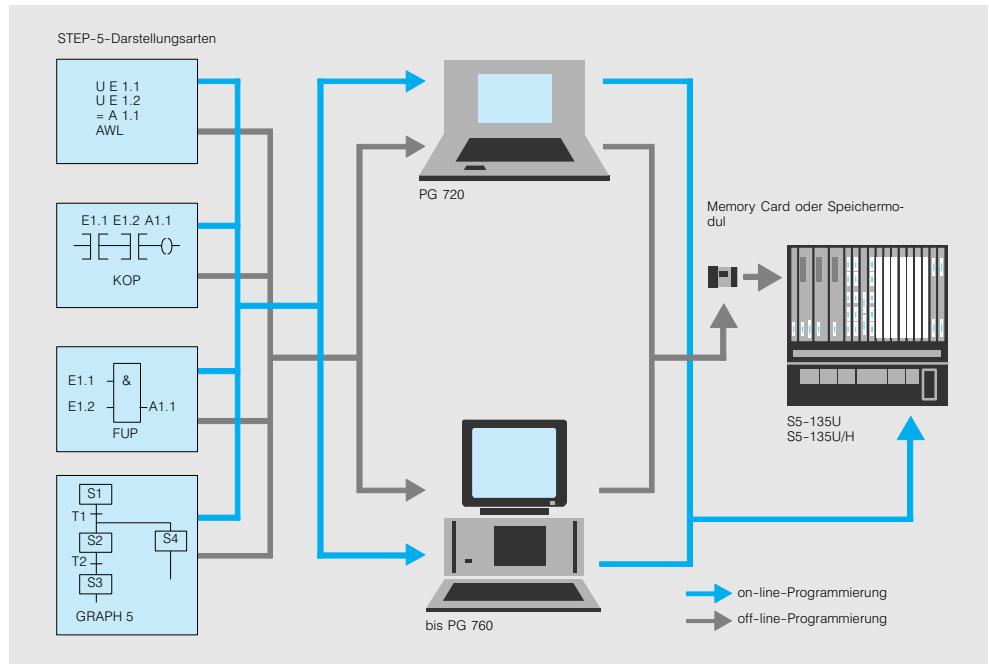 STEP-5-Darstellungsarten
U E 1.1
U E 1.2
= A 1.1
AWL
E1.1 E1.2 A1.1
KOP
E1.1
&
E1.2
A1.1
FUP
S1
T1
S2
S4
T2
S3
GRAPH 5
PG 720
bis PG 760
Memory Card oder Speichermo-
dul
S5-135U
S5-135U/H
on-line-Programmierung
off-line-Programmierung